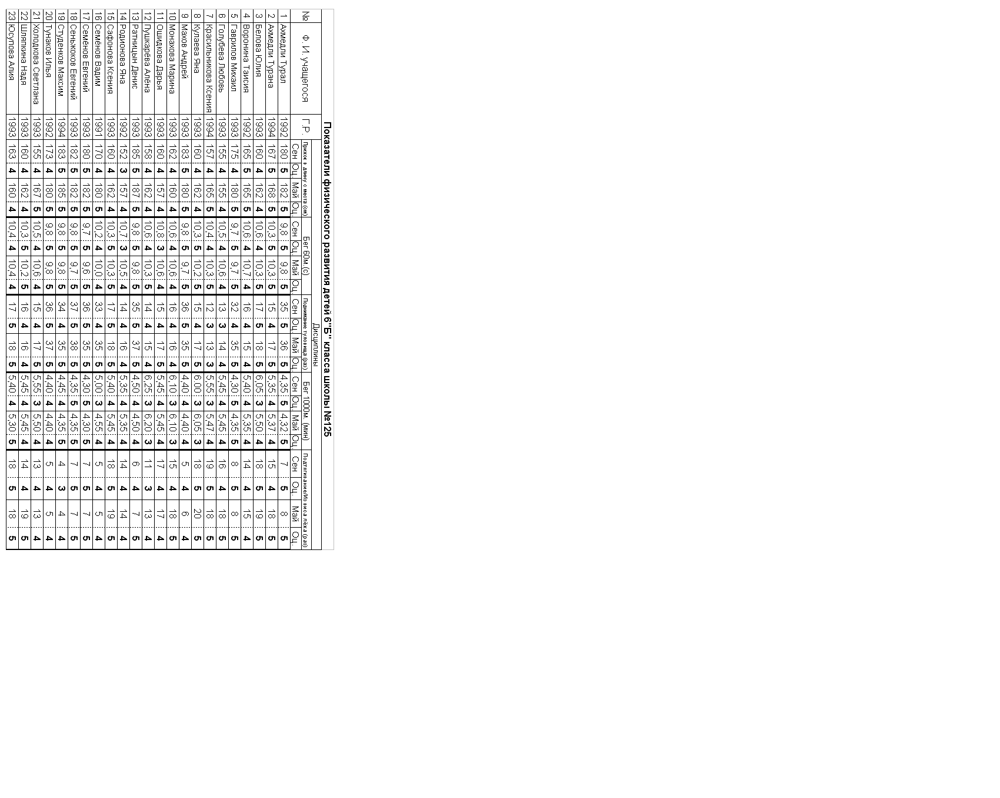 Показатели физического развития детей 6"Б" класса школы №125
№ Ф. И. учащегося Г.Р. Дисциплины
Прыжок в длину с места (см) Бег 60м.(с) Поднимание туловища (раз) Бег 1000м. (мин) Подтягивание/Из виса лёжа (раз)
Сен Оц. Май Оц. Сен Оц. Май Оц. Сен Оц. Май Оц. Сен Оц. Май Оц. Сен Оц. Май Оц.
1 Ахмедли Турал 1992 180 5 182 5 9,8 5 9,8 5 35 5 36 5 4,35 5 4,32 5 7 5 8 5
2 Ахмедли Турана 1994 167 5 168 5 10,3 5 10,3 5 15 4 17 5 5,35 4 5,37 4 15 4 18 5
3 Белова Юлия 1993 160 4 162 4 10,6 4 10,3 5 17 5 18 5 6,05 3 5,50 4 18 5 19 5
4 Воронина Таисия 1992 165 5 165 5 10,6 4 10,7 4 16 4 15 4 5,40 4 5,35 4 14 4 15 4
5 Гаврилов Михаил 1993 175 4 180 5 9,7 5 9,7 5 32 4 35 5 4,30 5 4,35 5 8 5 8 5
6 Голубева Любовь 1993 155 4 155 4 10,5 4 10,6 4 13 3 14 4 5,45 4 5,45 4 16 4 18 5
7 Красильникова Ксения 1994 157 4 165 5 10,4 4 10,3 5 12 3 13 3 5,55 3 5,47 4 19 5 18 5
8 Кулаева Яна 1993 160 4 162 4 10,3 5 10,2 5 15 4 17 5 6,00 3 6,05 3 18 5 20 5
9 Махов Андрей 1993 183 5 180 5 9,8 5 9,7 5 36 5 35 5 4,40 4 4,40 4 5 4 6 4
10 Монахова Марина 1993 162 4 160 4 10,6 4 10,6 4 16 4 16 4 6,10 3 6,10 3 15 4 18 5
11 Ошидкова Дарья 1993 160 4 157 4 10,8 3 10,6 4 15 4 17 5 5,45 4 5,45 4 17 4 17 4
12 Пушкарёва Алёна 1993 158 4 162 4 10,6 4 10,3 5 14 4 15 4 6,25 3 6,20 3 11 3 13 4
13 Ратницын Денис 1993 185 5 187 5 9,8 5 9,8 5 35 5 37 5 4,50 4 4,50 4 6 4 7 5
14 Родионова Яна 1992 152 3 157 4 10,7 3 10,5 4 14 4 16 4 5,35 4 5,35 4 14 4 14 4
15 Сафонова Ксения 1993 160 4 162 4 10,3 5 10,3 5 17 5 18 5 5,40 4 5,45 4 18 5 19 5
16 Семёнов Вадим 1991 170 4 180 5 10,2 4 10,0 4 33 4 35 5 5,00 3 4,55 4 5 4 5 4
17 Семёнов Евгений 1993 180 5 182 5 9,7 5 9,6 5 36 5 35 5 4,30 5 4,30 5 7 5 7 5
18 Сеньжоков Евгений 1993 182 5 182 5 9,8 5 9,7 5 37 5 38 5 4,35 5 4,35 5 7 5 7 5
19 Студенков Максим 1994 183 5 185 5 9,8 5 9,8 5 34 4 35 5 4,45 4 4,35 5 4 3 4 4
20 Тунаков Илья 1992 173 4 180 5 9,8 5 9,8 5 36 5 37 5 4,40 4 4,40 4 5 4 5 4
21 Холодкова Светлана 1993 155 4 167 5 10,5 4 10,6 4 15 4 17 5 5,55 3 5,50 4 13 4 13 4
22 Шляпкина Надя 1993 160 4 162 4 10,3 5 10,2 5 16 4 16 4 5,45 4 5,45 4 14 4 19 5
23 Юсупова Алия 1993 163 4 160 4 10,4 4 10,4 4 17 5 18 5 5,40 4 5,30 5 18 5 18 5